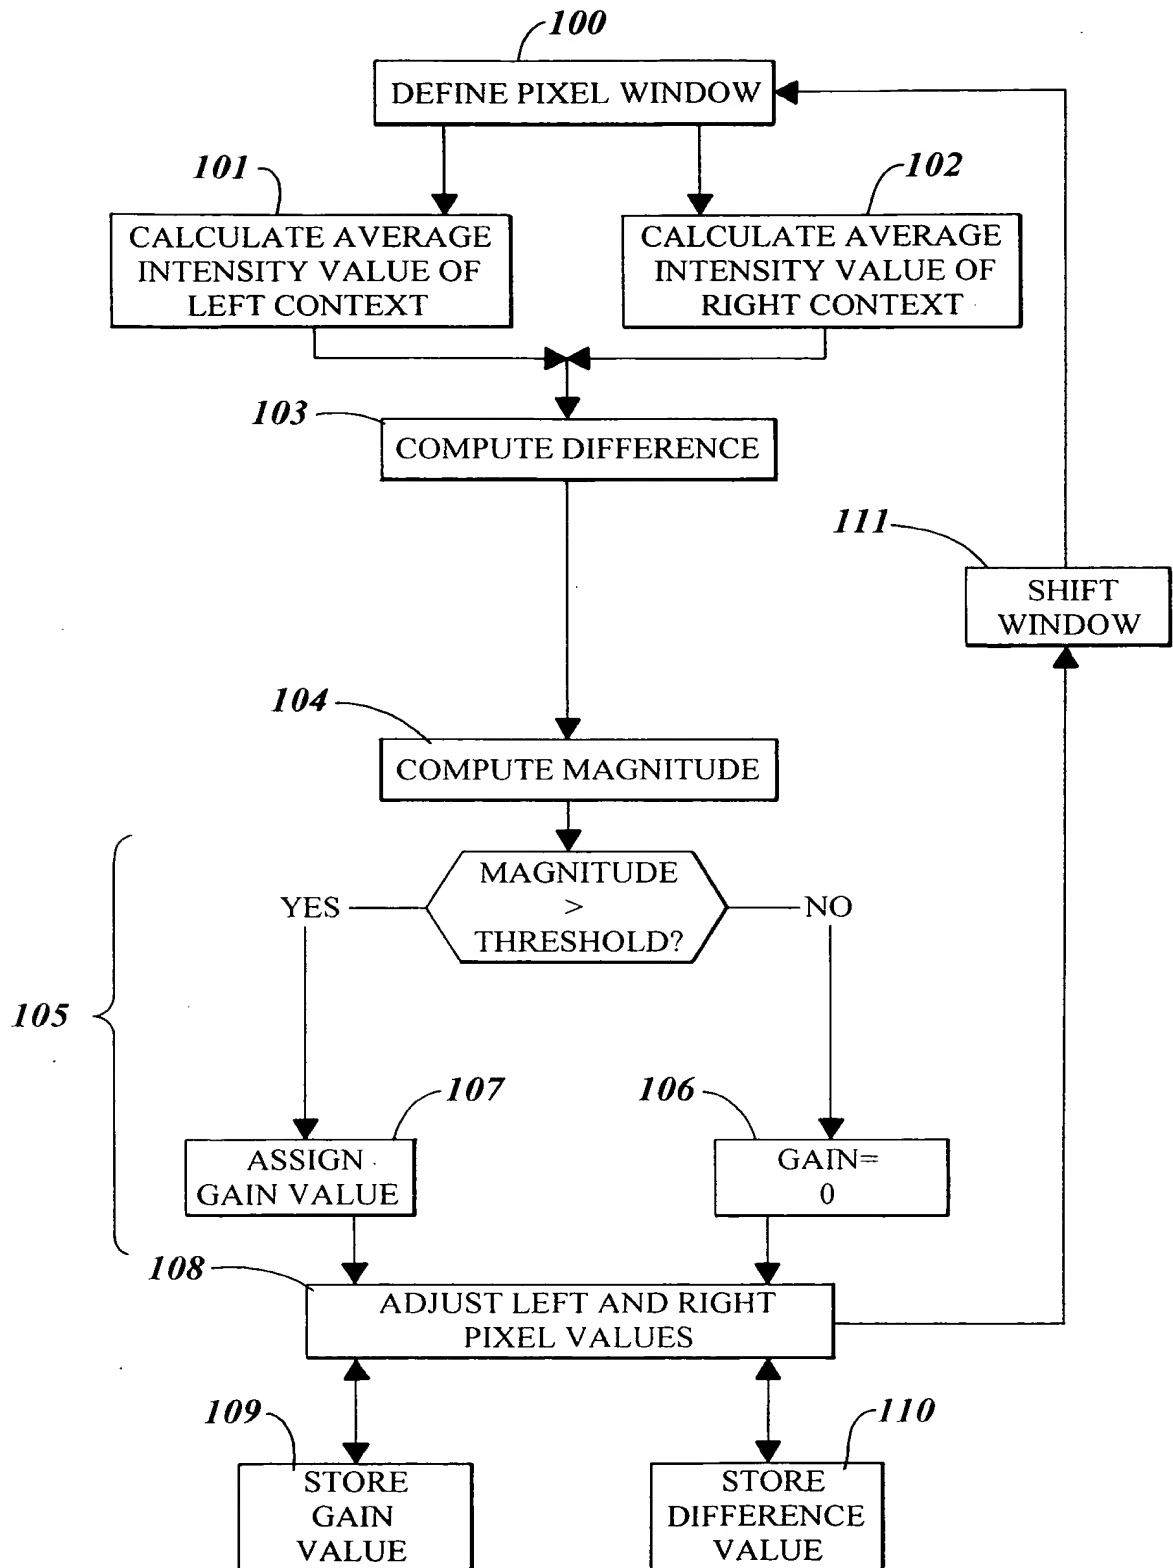 100
DEFINE PIXEL WINDOW
101
102
CALCULATE AVERAGE
INTENSITY VALUE OF
LEFT CONTEXT
CALCULATE AVERAGE
INTENSITY VALUE OF
RIGHT CONTEXT
103
COMPUTE DIFFERENCE
111
SHIFT
WINDOW
104
COMPUTE MAGNITUDE
MAGNITUDE
>
THRESHOLD?
YES
NO
105
107
106
ASSIGN
GAIN VALUE
GAIN=
0
108
ADJUST LEFT AND RIGHT
PIXEL VALUES
109
110
STORE
GAIN
VALUE
STORE
DIFFERENCE
VALUE